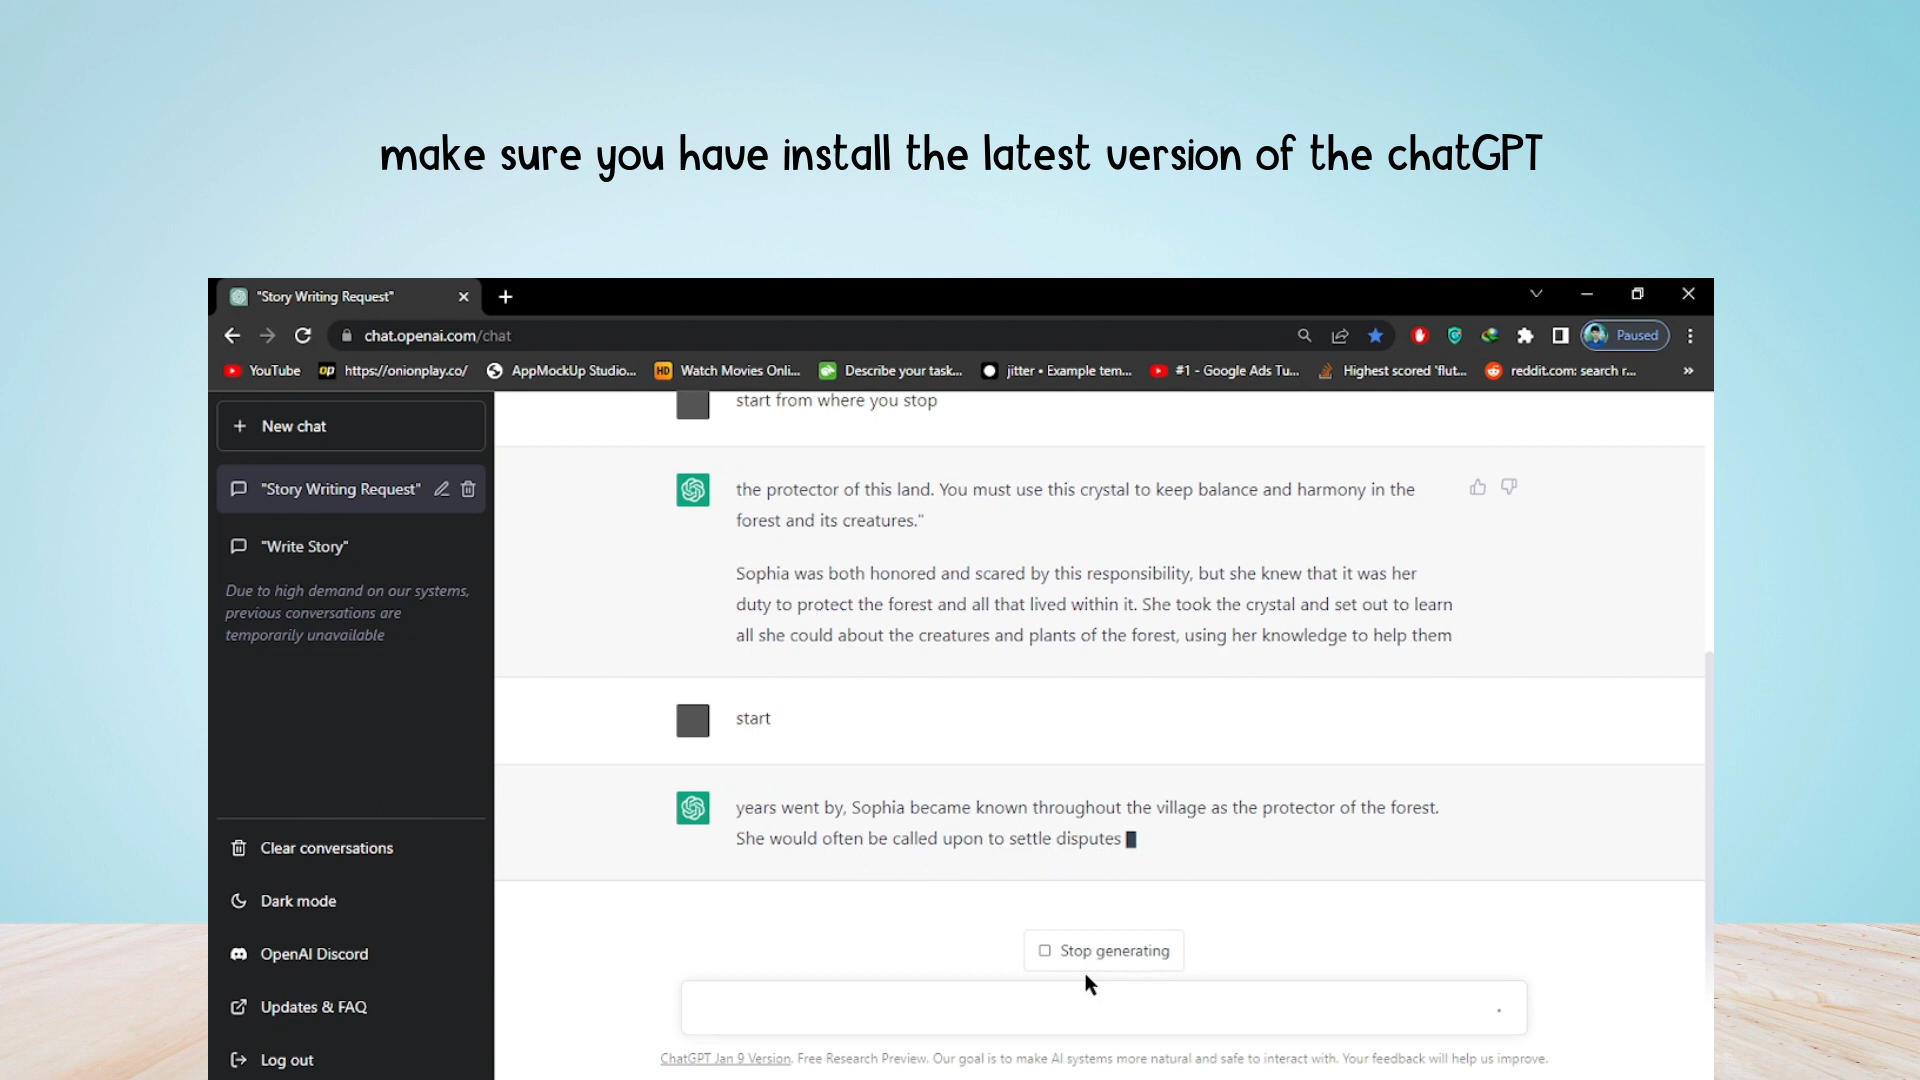 make sure you have install the latest version of the chatGPT
"Story Writing Request"
chat.openai.com/chat
Paused
YouTube
op https://onionplay.co/
AppMockUp Studio...
HD Watch Movies Onli...
Describe your task...
jitter • Example tem...
#1 - Google Ads Tu...
Highest scored 'flut...
reddit.com: search r...
»
New chat
"Story Writing Request"
"Write Story"
Due to high demand on our systems,
previous conversations are
temporarily unavailable
Clear conversations
Dark mode
OpenAI Discord
Updates & FAQ
Log out
start from where you stop
the protector of this land. You must use this crystal to keep balance and harmony in the
forest and its creatures."
Sophia was both honored and scared by this responsibility, but she knew that it was her
duty to protect the forest and all that lived within it. She took the crystal and set out to learn
all she could about the creatures and plants of the forest, using her knowledge to help them
start
years went by, Sophia became known throughout the village as the protector of the forest.
She would often be called upon to settle disputes
Stop generating
ChatGPT Jan 9 Version. Free Research Preview. Our goal is to make AI systems more natural and safe to interact with. Your feedback will help us improve.